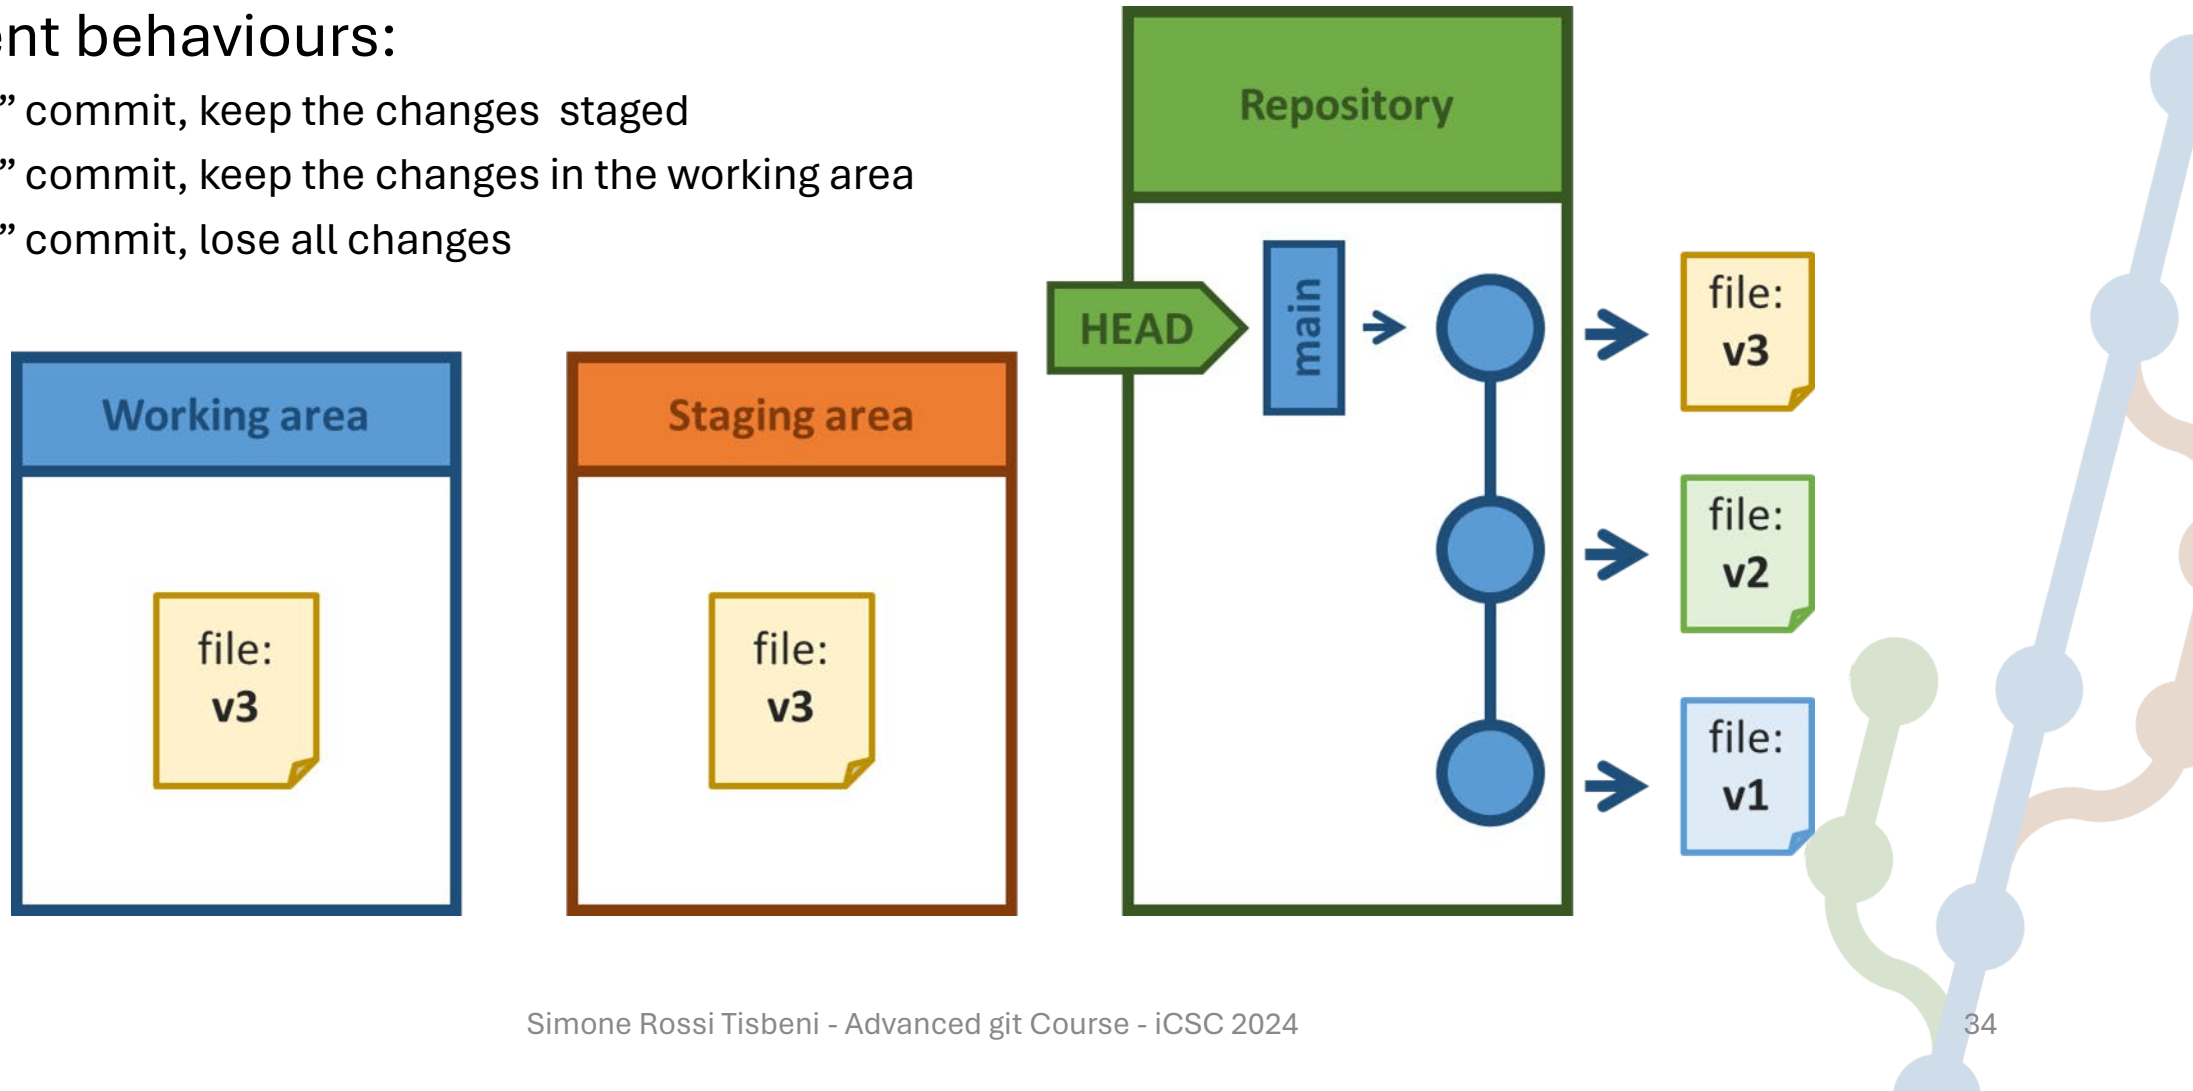 ent behaviours:
” commit, keep the changes  staged
” commit, keep the changes in the working area
” commit, lose all changes
Repository
HEAD
main
file:
v3
file:
v2
file:
v1
Working area
file:
v3
Staging area
file:
v3
Simone Rossi Tisbeni - Advanced git Course - iCSC 2024
34